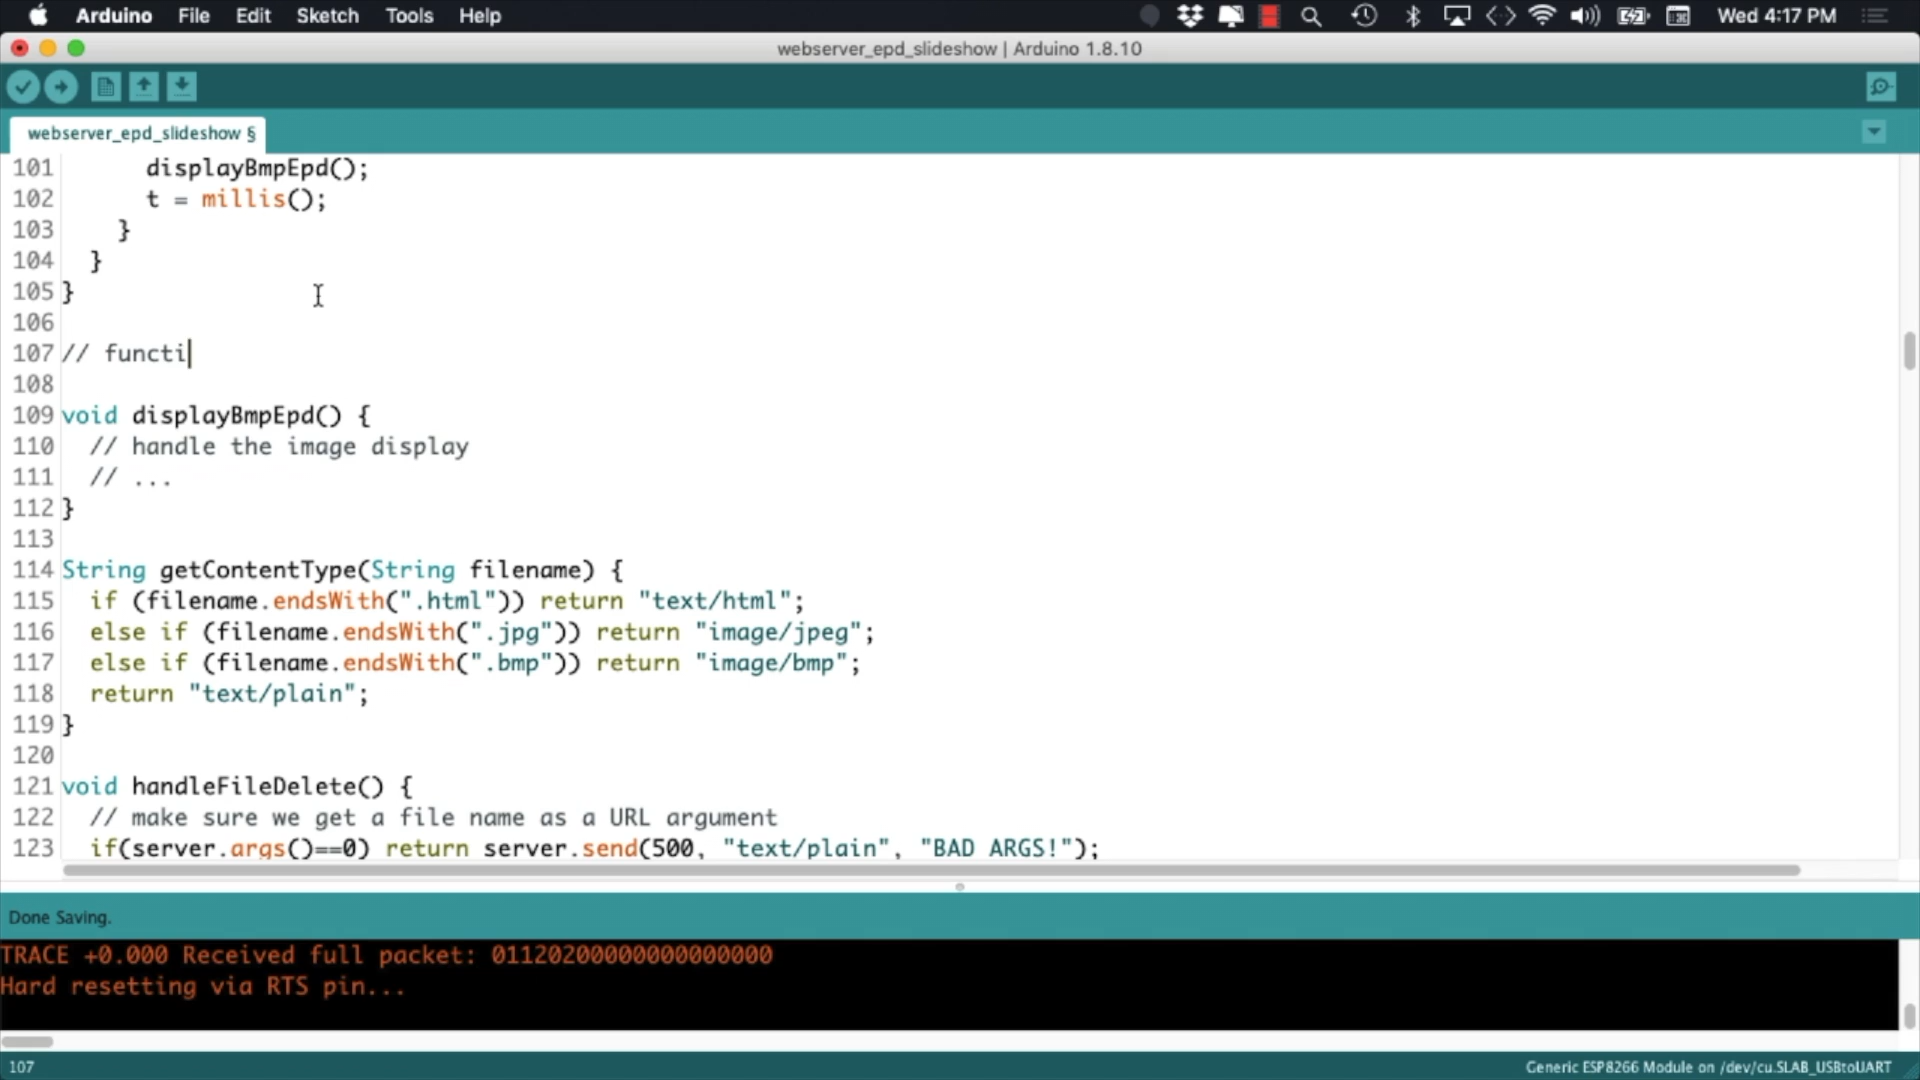 Arduino File Edit Sketch Tools Help Wed 4:17 PM
webserver_epd_slideshow | Arduino 1.8.10
webserver_epd_slideshow §
101 displayBmpEpd();
102 t = millis();
103 }
104 }
105 }
106
107 // functi
108
109 void displayBmpEpd() {
110 // handle the image display
111 // ...
112 }
113
114 String getContentType(String filename) {
115 if (filename.endsWith(".html")) return "text/html";
116 else if (filename.endsWith(".jpg")) return "image/jpeg";
117 else if (filename.endsWith(".bmp")) return "image/bmp";
118 return "text/plain";
119 }
120
121 void handleFileDelete() {
122 // make sure we get a file name as a URL argument
123 if(server.args()==0) return server.send(500, "text/plain", "BAD ARGS!");
Done Saving.
TRACE +0.000 Received full packet: 01120200000000000000
Hard resetting via RTS pin...
107 Generic ESP8266 Module on /dev/cu.SLAB_USBtoUART